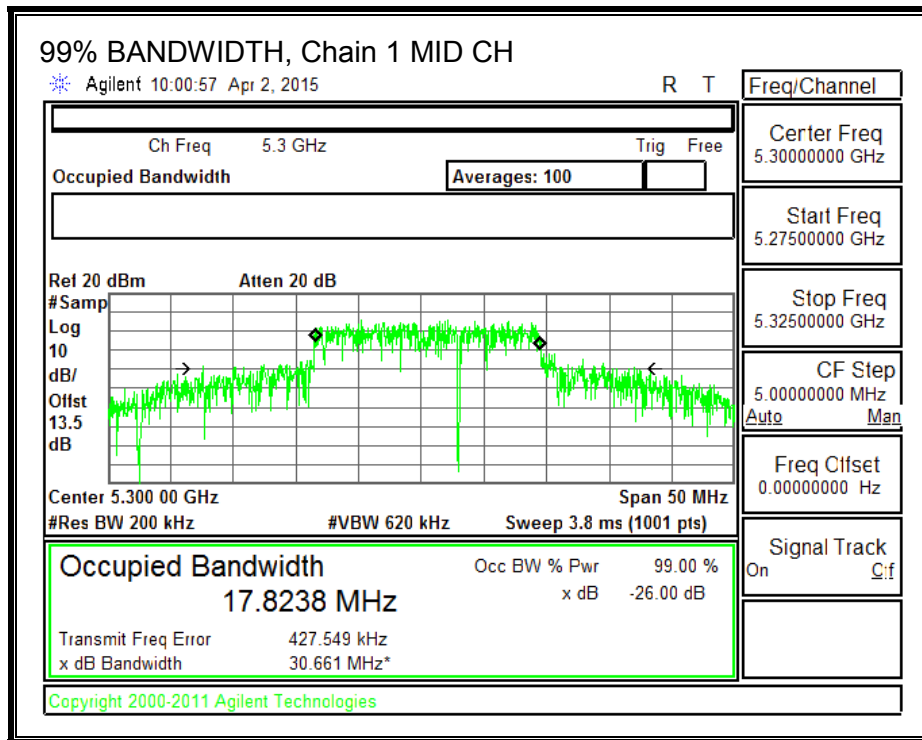 99% BANDWIDTH, Chain 1 MID CH
Agilent 10:00:57 Apr 2, 2015 R T
Freq/Channel
Ch Freq 5.3 GHz Trig Free
Occupied Bandwidth Averages: 100
Center Freq
5.30000000 GHz
Start Freq
5.27500000 GHz
Stop Freq
5.32500000 GHz
CF Step
5.00000000 MHz
Auto Man
Freq Offset
0.00000000 Hz
Signal Track
On Off
Ref 20 dBm Atten 20 dB
#Samp
Log
10
dB/
Offst
13.5
dB
Center 5.300 00 GHz Span 50 MHz
#Res BW 200 kHz #VBW 620 kHz Sweep 3.8 ms (1001 pts)
Occupied Bandwidth Occ BW % Pwr 99.00 %
17.8238 MHz x dB -26.00 dB
Transmit Freq Error 427.549 kHz
x dB Bandwidth 30.661 MHz*
Copyright 2000-2011 Agilent Technologies